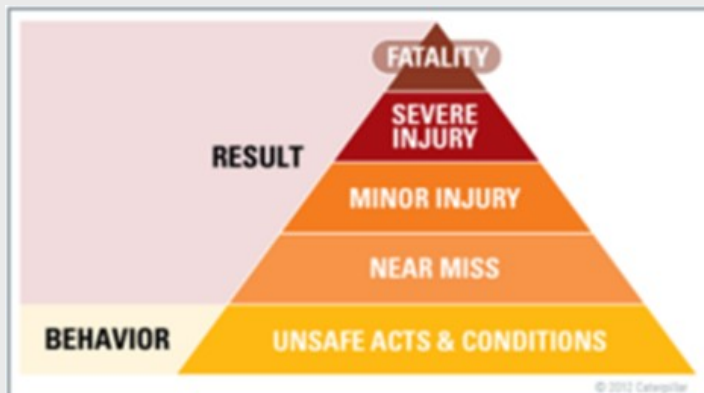 FATALITY
SEVERE
INJURY
RESULT
MINOR INJURY
NEAR MISS
BEHAVIOR
UNSAFE ACTS & CONDITIONS
© 2012 Caterpillar